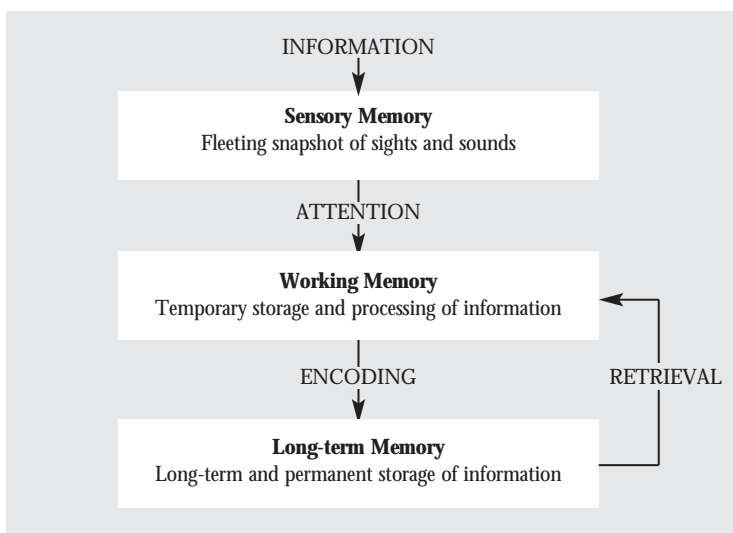 INFORMATION
Sensory Memory
Fleeting snapshot of sights and sounds
ATTENTION
Working Memory
Temporary storage and processing of information
ENCODING
RETRIEVAL
Long-term Memory
Long-term and permanent storage of information